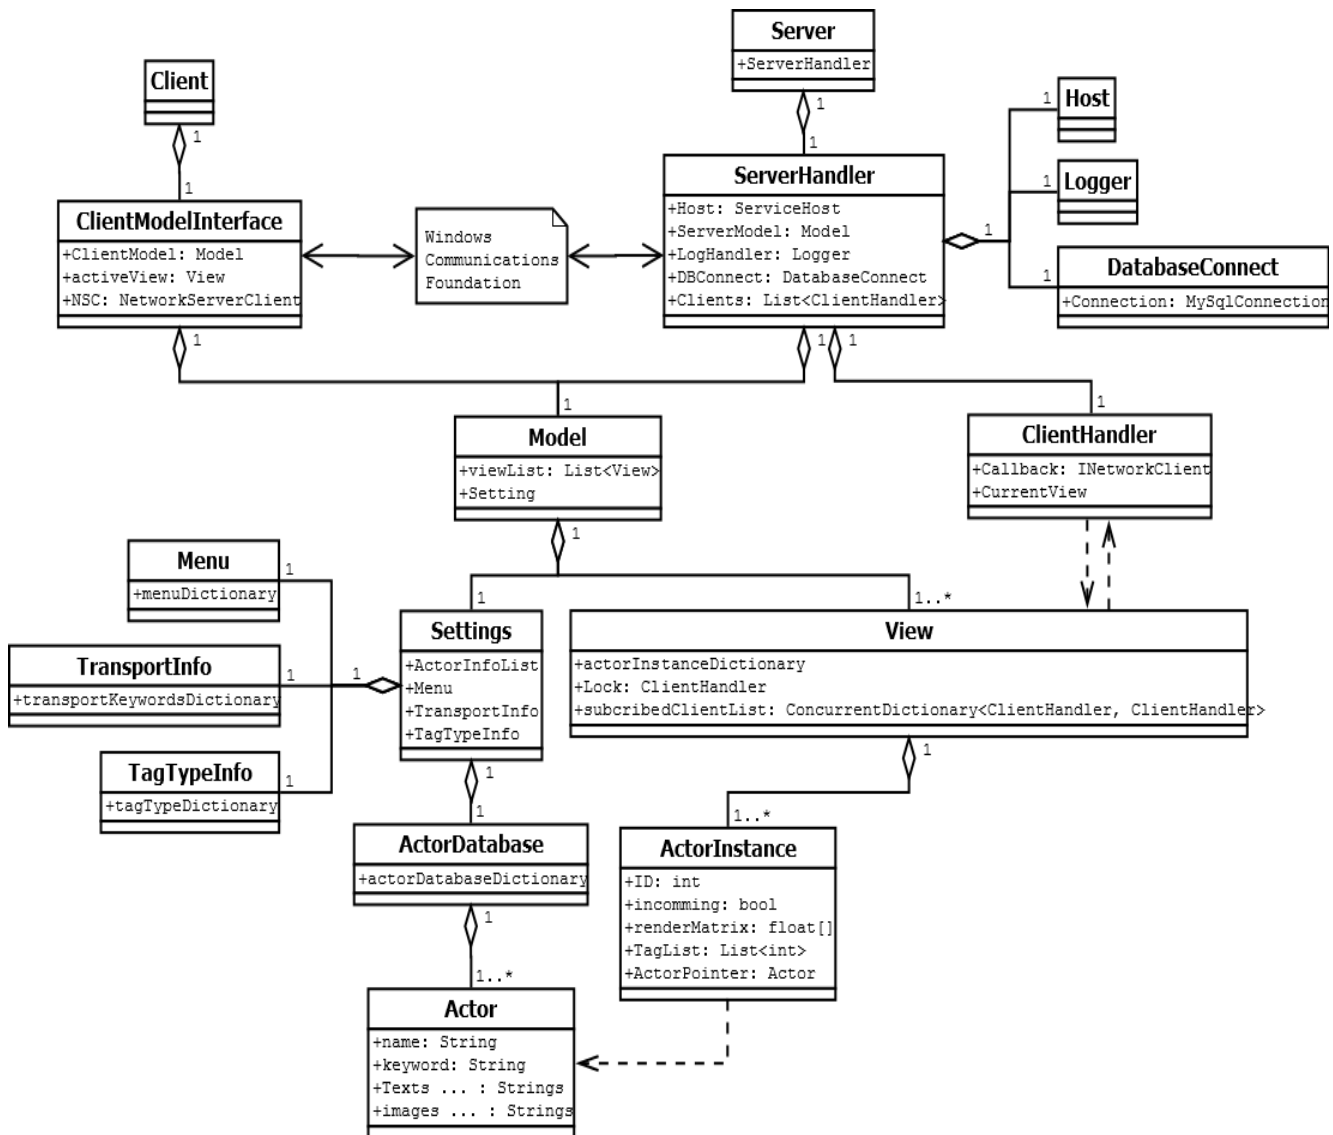 Server
+ServerHandler
1
1
Client
1
1
ClientModelInterface
+ClientModel: Model
+activeView: View
+NSC: NetworkServerClient
1
Windows
Communications
Foundation
ServerHandler
+Host: ServiceHost
+ServerModel: Model
+LogHandler: Logger
+DBConnect: DatabaseConnect
+Clients: List<ClientHandler>
1
1
1
1
Host
1
Logger
1
DatabaseConnect
+Connection: MySqlConnection
1
Model
+viewList: List<View>
+Setting
1
1
ClientHandler
+Callback: INetworkClient
+CurrentView
Menu
+menuDictionary
1
TransportInfo
+transportKeywordsDictionary
1
TagTypeInfo
+tagTypeDictionary
1
1
1
Settings
+ActorInfoList
+Menu
+TransportInfo
+TagTypeInfo
1
1..*
View
+actorInstanceDictionary
+Lock: ClientHandler
+subcribedClientList: ConcurrentDictionary<ClientHandler, ClientHandler>
1
1
ActorDatabase
+actorDatabaseDictionary
1
1..*
ActorInstance
+ID: int
+incomming: bool
+renderMatrix: float[]
+TagList: List<int>
+ActorPointer: Actor
1..*
Actor
+name: String
+keyword: String
+Texts ... : Strings
+images ... : Strings